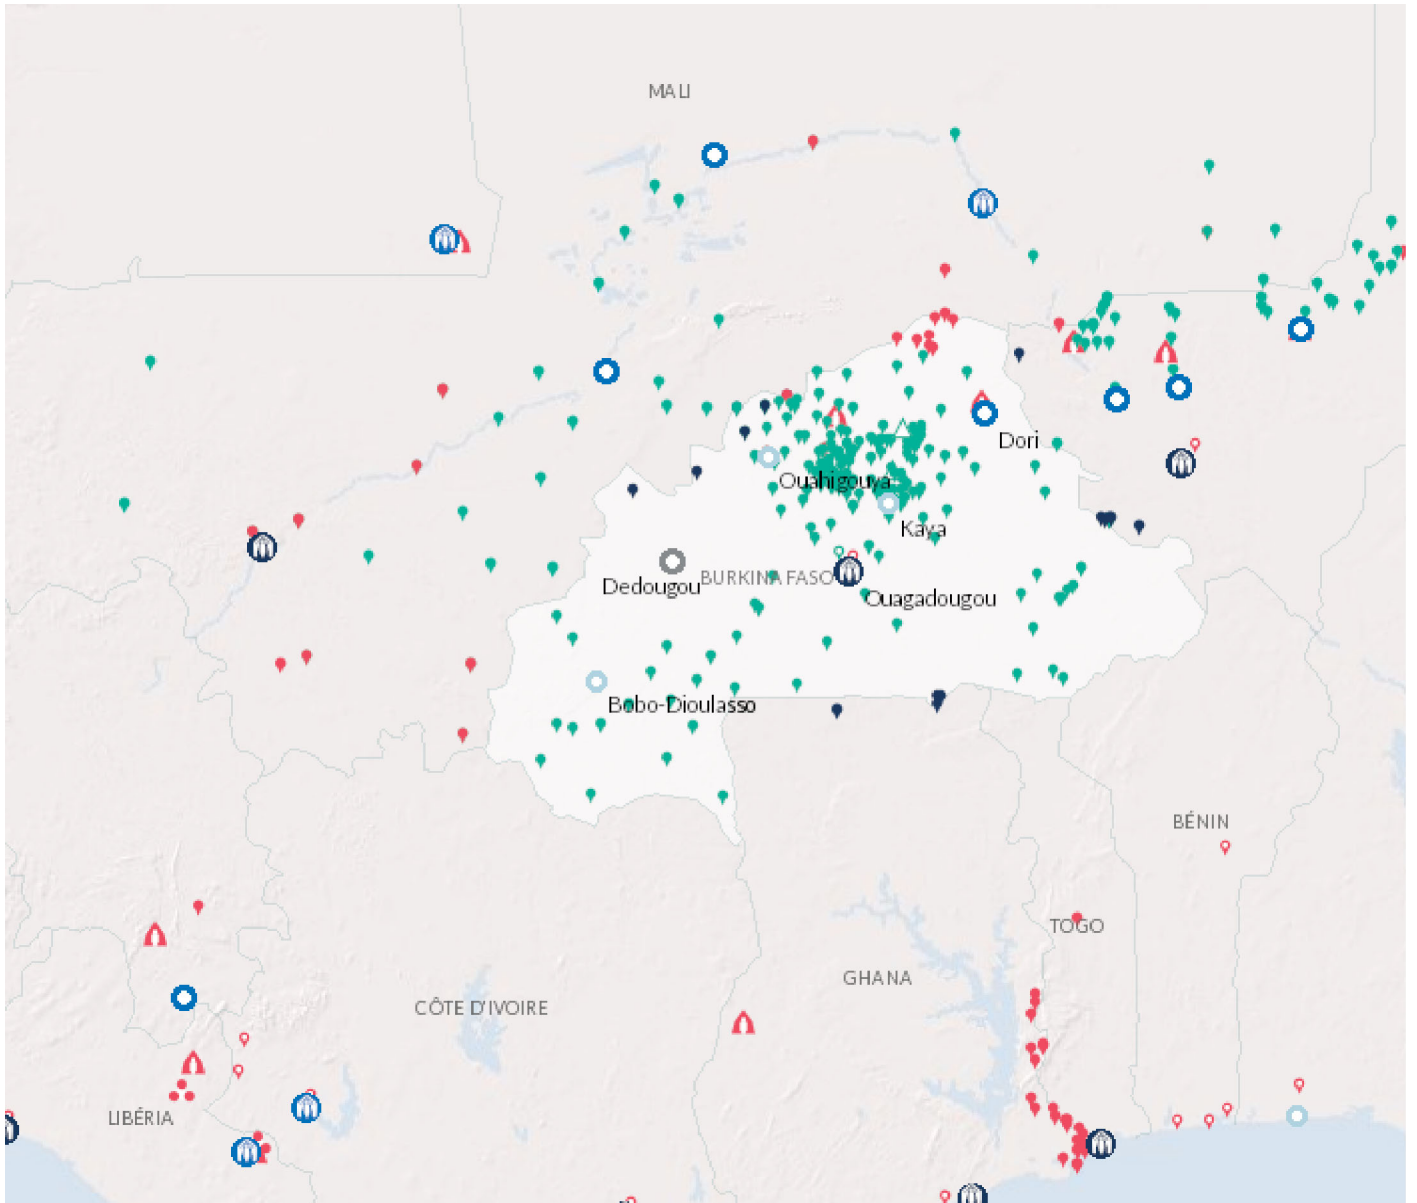 MALI
Dori
Ouahigouya
Kaya
Dedougou
BURKINA FASO
Ouagadougou
Bobo-Dioulasso
BÉNIN
TOGO
GHANA
CÔTE D'IVOIRE
LIBÉRIA